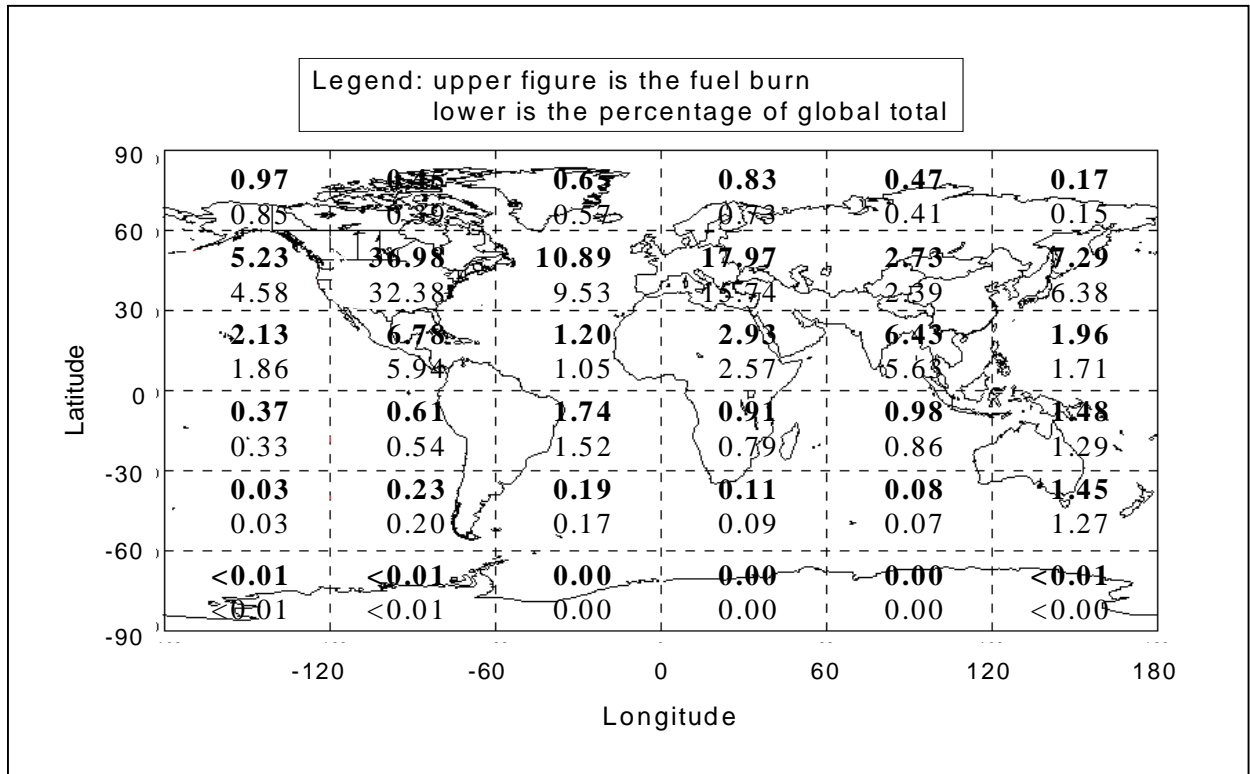 Legend: upper figure is the fuel burn
lower is the percentage of global total
90
0.97 0.45 0.65 0.83 0.47 0.17
0.85 0.39 0.57 0.73 0.41 0.15
60
5.23 36.98 10.89 17.97 2.73 7.29
4.58 32.38 9.53 15.74 2.39 6.38
30
2.13 6.78 1.20 2.93 6.43 1.96
1.86 5.94 1.05 2.57 5.63 1.71
0
0.37 0.61 1.74 0.91 0.98 1.48
0.33 0.54 1.52 0.79 0.86 1.29
-30
0.03 0.23 0.19 0.11 0.08 1.45
0.03 0.20 0.17 0.09 0.07 1.27
-60
<0.01 <0.01 0.00 0.00 0.00 <0.01
<0.01 <0.01 0.00 0.00 0.00 <0.00
-90
Latitude
-120 -60 0 60 120 180
Longitude